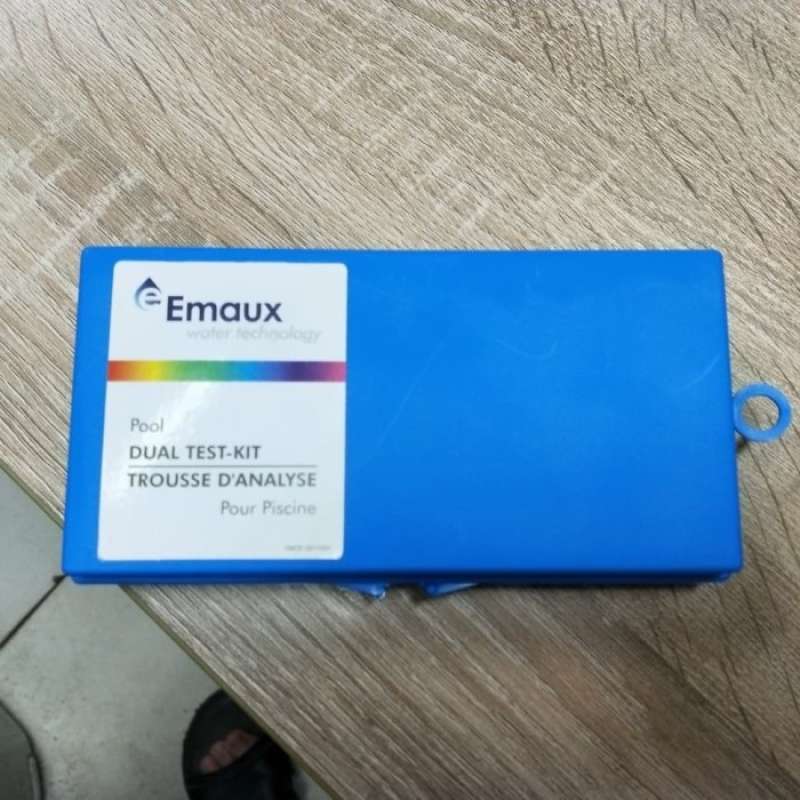 Emaux
water technology
Pool
DUAL TEST-KIT
TROUSSE D'ANALYSE
Pour Piscine